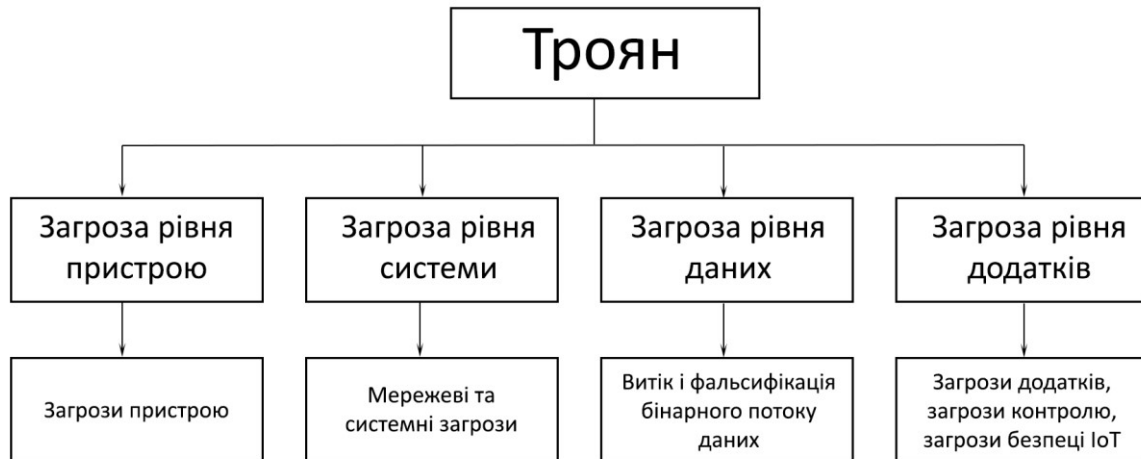 Троян
Загроза рівня
пристрою
Загроза рівня
системи
Загроза рівня
даних
Загроза рівня
додатків
Загрози пристрою
Мережеві та
системні загрози
Витік і фальсифікація
бінарного потоку
даних
Загрози додатків,
загрози контролю,
загрози безпеці IoT